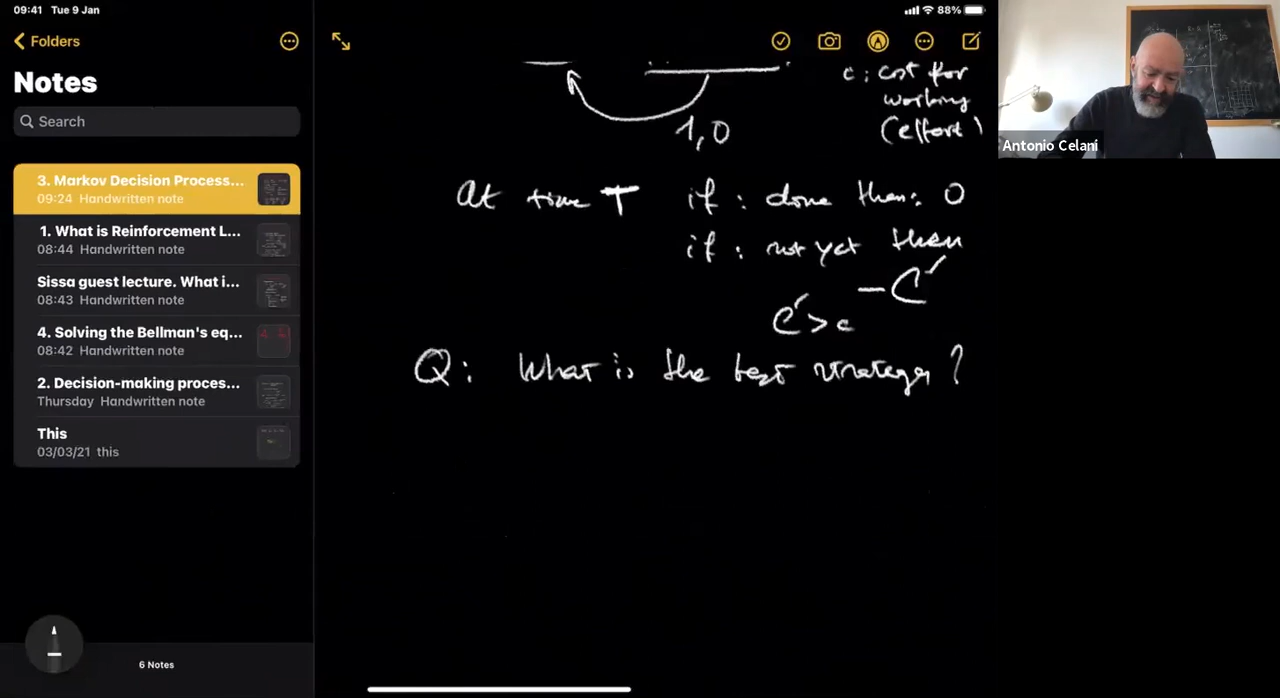 09:41 Tue 9 Jan
88%
Folders
Notes
Search
3. Markov Decision Process...
09:24 Handwritten note
1. What is Reinforcement L...
08:44 Handwritten note
Sissa guest lecture. What i...
08:43 Handwritten note
4. Solving the Bellman's eq...
08:42 Handwritten note
2. Decision-making proces...
Thursday Handwritten note
This
03/03/21 this
6 Notes
c : cost for
working
(effort)
1, 0
At time T if : done then : 0
if : not yet then
- C'
C' > c
Q : What is the best strategy ?
Antonio Celani